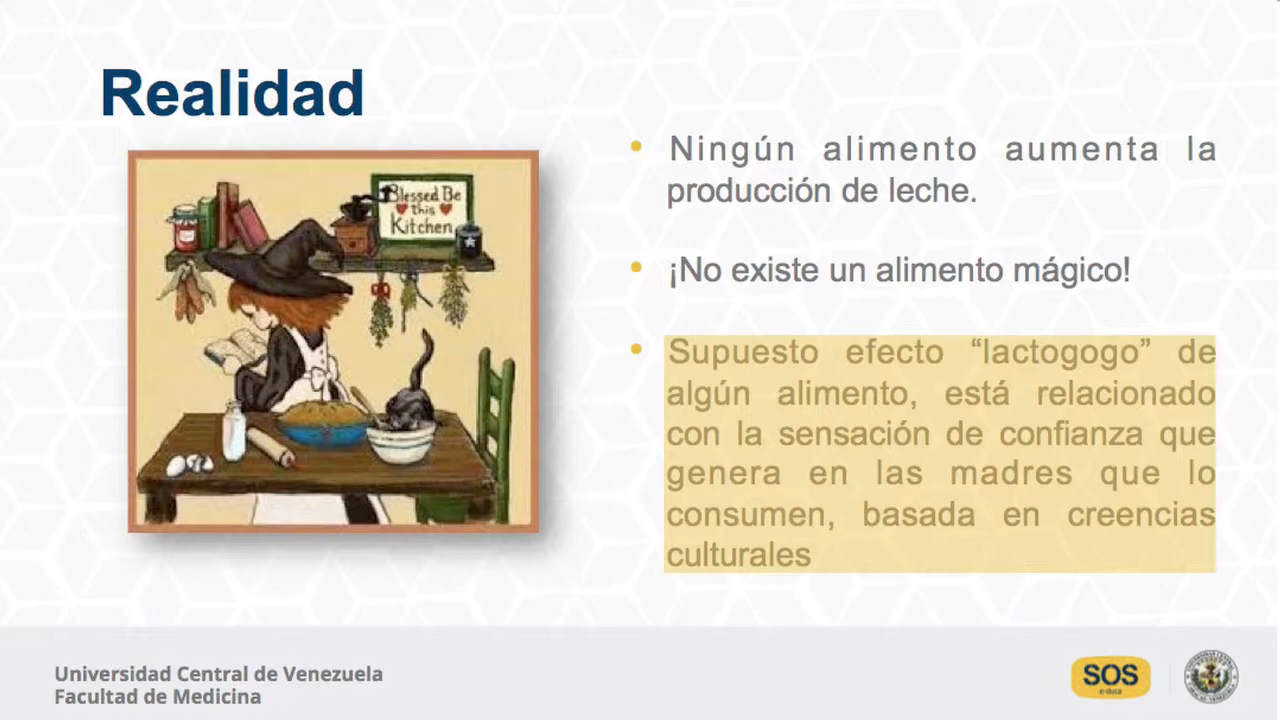 Realidad
Blessed Be
this
Kitchen
• Ningún alimento aumenta la
producción de leche.
• ¡No existe un alimento mágico!
• Supuesto efecto “lactogogo” de
algún alimento, está relacionado
con la sensación de confianza que
genera en las madres que lo
consumen, basada en creencias
culturales
Universidad Central de Venezuela
Facultad de Medicina
SOS
e-duca